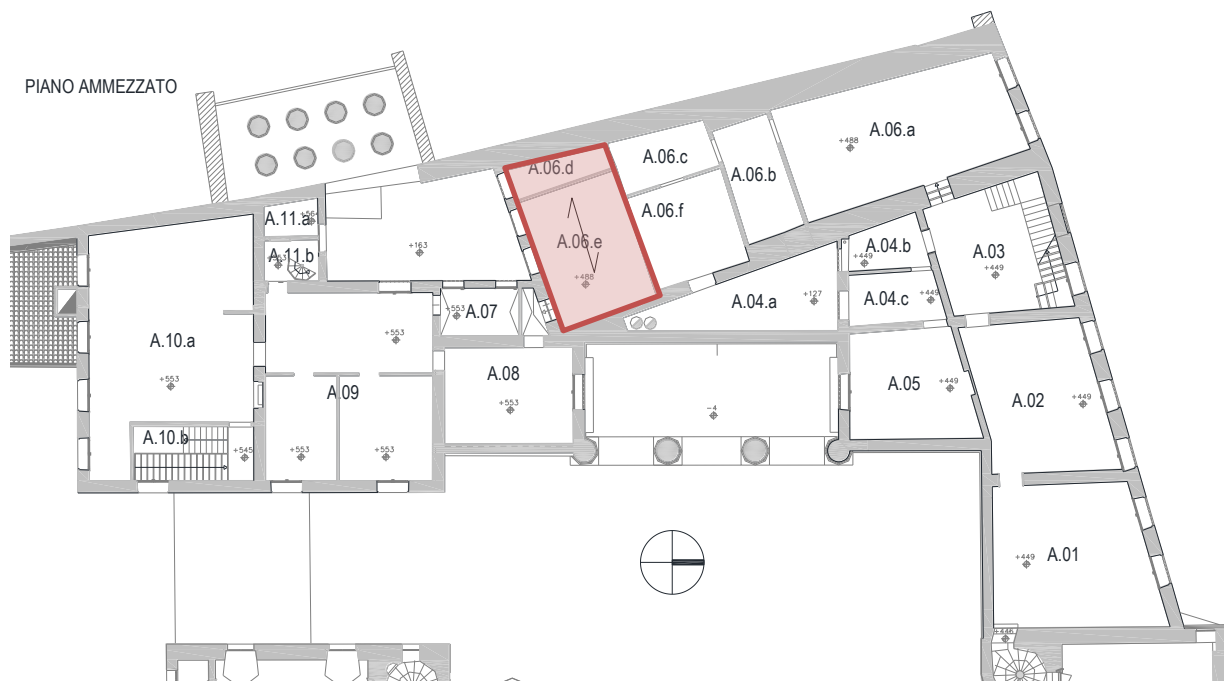 PIANO AMMEZZATO
A.06.a
+488
A.06.c
A.06.d
A.06.b
A.06.f
A.11.a
+564
A.06.e
A.04.b
A.03
+163
A.11.b
+553
+449
+449
+488
A.04.c
A.04.a
+127
+449
A.07
+553
+553
A.10.a
A.08
A.05
+553
+449
A.09
A.02
+449
+553
-4
A.10.b
+545
+553
+553
A.01
+449
+446